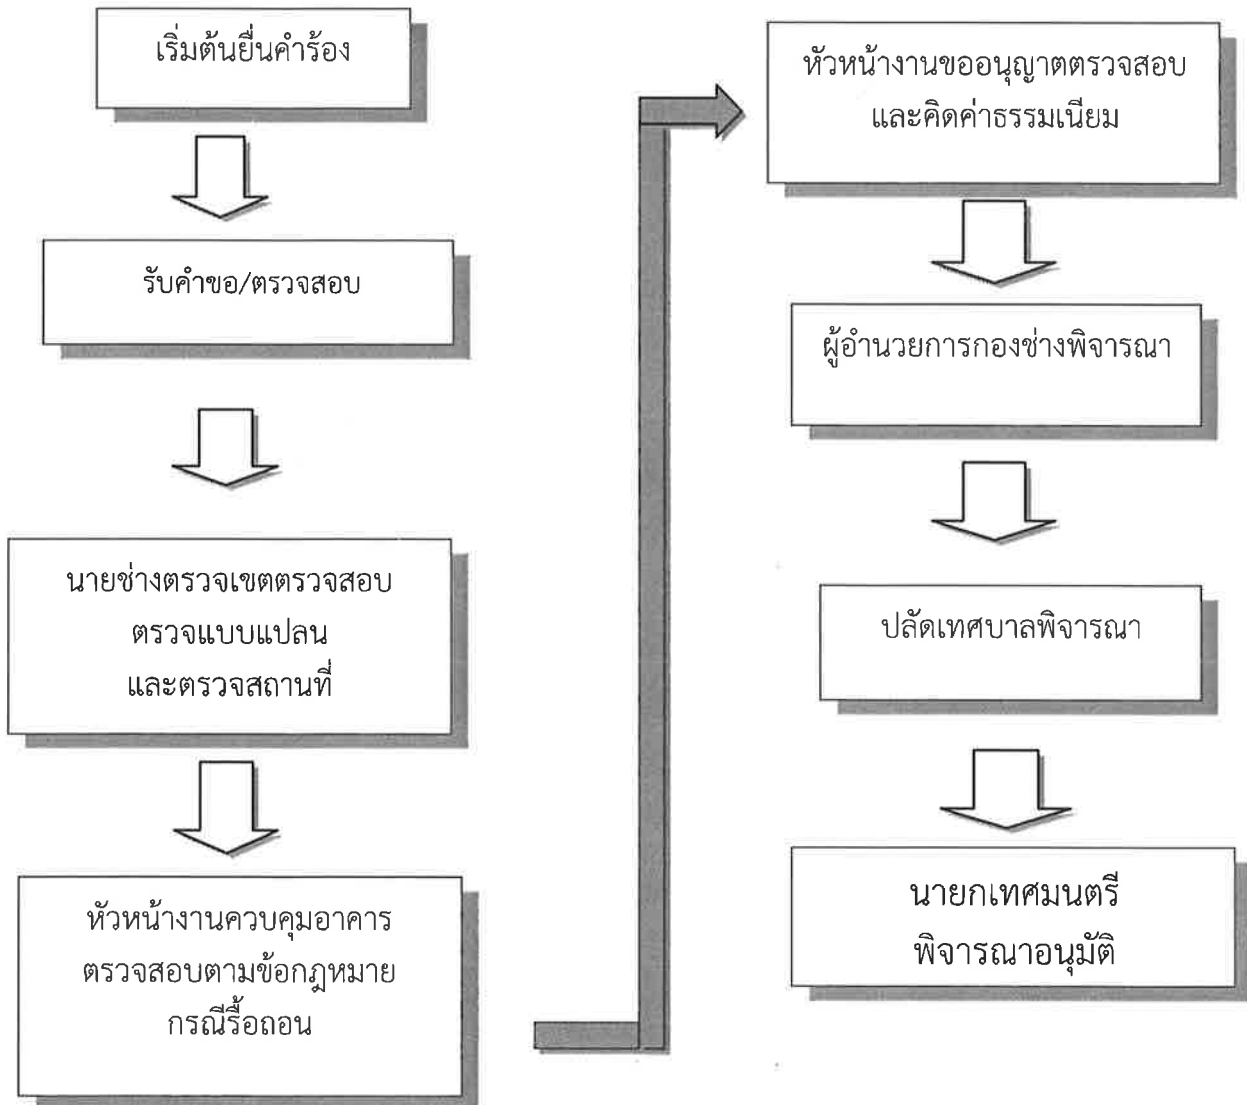 เริ่มต้นยื่นคำร้อง
รับคำขอ/ตรวจสอบ
นายช่างตรวจเขตตรวจสอบ
ตรวจแบบแปลน
และตรวจสถานที่
หัวหน้างานควบคุมอาคาร
ตรวจสอบตามข้อกฎหมาย
กรณีรื้อถอน
หัวหน้างานขออนุญาตตรวจสอบ
และคิดค่าธรรมเนียม
ผู้อำนวยการกองช่างพิจารณา
ปลัดเทศบาลพิจารณา
นายกเทศมนตรี
พิจารณาอนุมัติ